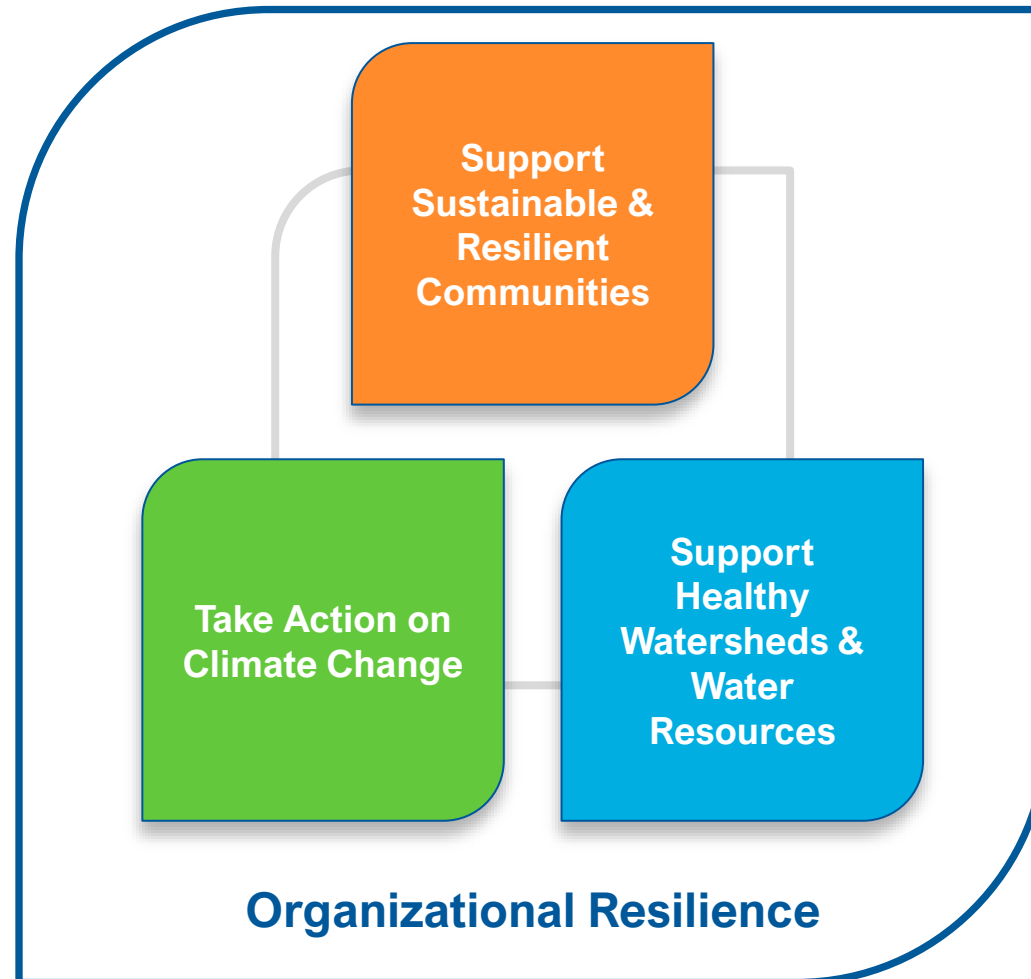 Support
Sustainable &
Resilient
Communities
Take Action on
Climate Change
Support
Healthy
Watersheds &
Water
Resources
Organizational Resilience